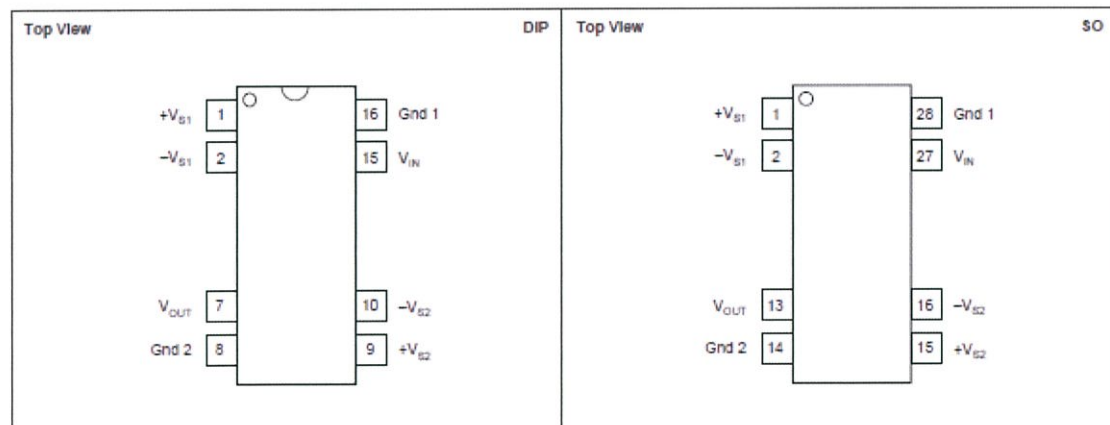 Top View DIP
+VS1 1 16 Gnd 1
–VS1 2 15 VIN
VOUT 7 10 –VS2
Gnd 2 8 9 +VS2
Top View SO
+VS1 1 28 Gnd 1
–VS1 2 27 VIN
VOUT 13 16 –VS2
Gnd 2 14 15 +VS2